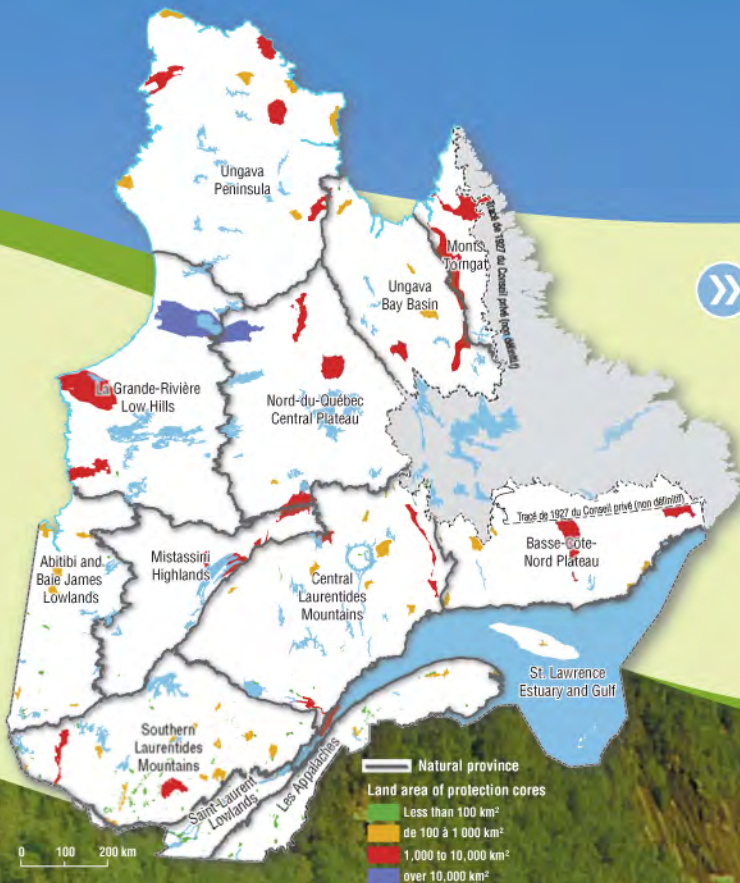 Ungava
Peninsula
Monts
Torngat
Tracé de 1927 du Conseil privé (non définitif)
Ungava
Bay Basin
La Grande-Rivière
Low Hills
Nord-du-Québec
Central Plateau
Tracé de 1927 du Conseil privé (non définitif)
Basse-Côte-
Nord Plateau
Abitibi and
Baie James
Lowlands
Mistassini
Highlands
Central
Laurentides
Mountains
St. Lawrence
Estuary and Gulf
Southern
Laurentides
Mountains
Saint-Laurent
Lowlands
Les Appalaches
Natural province
Land area of protection cores
Less than 100 km²
de 100 à 1 000 km²
1,000 to 10,000 km²
over 10,000 km²
0 100 200 km